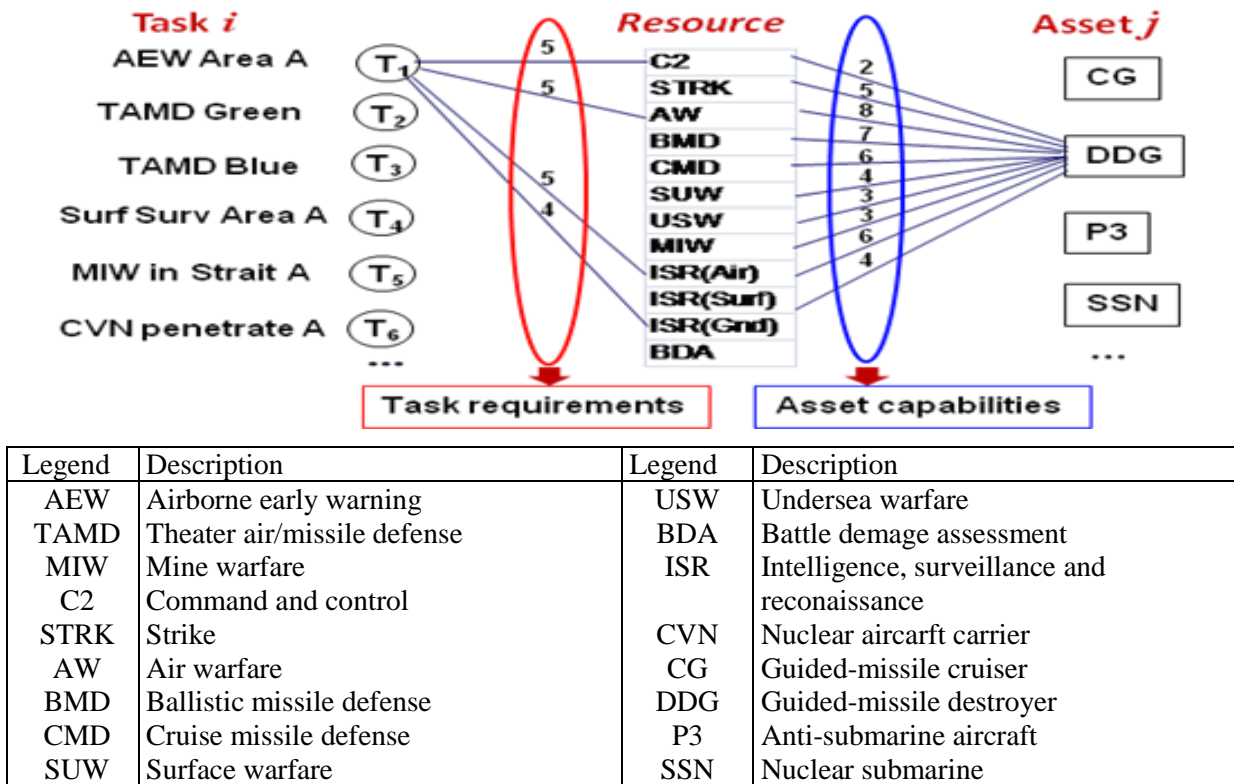 Task i Resource Asset j
AEW Area A T1 5 C2 2 CG
TAMD Green T2 5 STRK 5
AW 8
TAMD Blue T3 BMD 7 DDG
5 CMD 6
Surf Surv Area A T4 4 SUW 4
USW 3 P3
MIW 3
MIW in Strait A T5 ISR(Air) 6
ISR(Surf) 4 SSN
CVN penetrate A T6 ISR(Gnd)
... BDA ...
Task requirements Asset capabilities
Legend Description Legend Description
AEW Airborne early warning USW Undersea warfare
TAMD Theater air/missile defense BDA Battle demage assessment
MIW Mine warfare ISR Intelligence, surveillance and
C2 Command and control reconaissance
STRK Strike CVN Nuclear aircarft carrier
AW Air warfare CG Guided-missile cruiser
BMD Ballistic missile defense DDG Guided-missile destroyer
CMD Cruise missile defense P3 Anti-submarine aircraft
SUW Surface warfare SSN Nuclear submarine